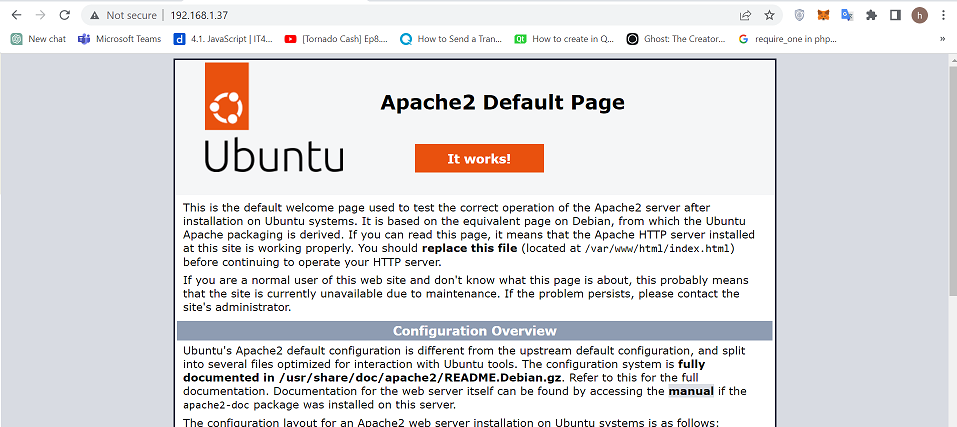 Not secure | 192.168.1.37
h
New chat
Microsoft Teams
4.1. JavaScript | IT4...
[Tornado Cash] Ep8....
How to Send a Tran...
How to create in Q...
Ghost: The Creator...
require_one in php...
»
Apache2 Default Page
Ubuntu
It works!
This is the default welcome page used to test the correct operation of the Apache2 server after
installation on Ubuntu systems. It is based on the equivalent page on Debian, from which the Ubuntu
Apache packaging is derived. If you can read this page, it means that the Apache HTTP server installed
at this site is working properly. You should replace this file (located at /var/www/html/index.html)
before continuing to operate your HTTP server.
If you are a normal user of this web site and don't know what this page is about, this probably means
that the site is currently unavailable due to maintenance. If the problem persists, please contact the
site's administrator.
Configuration Overview
Ubuntu's Apache2 default configuration is different from the upstream default configuration, and split
into several files optimized for interaction with Ubuntu tools. The configuration system is fully
documented in /usr/share/doc/apache2/README.Debian.gz. Refer to this for the full
documentation. Documentation for the web server itself can be found by accessing the manual if the
apache2-doc package was installed on this server.
The configuration layout for an Apache2 web server installation on Ubuntu systems is as follows: